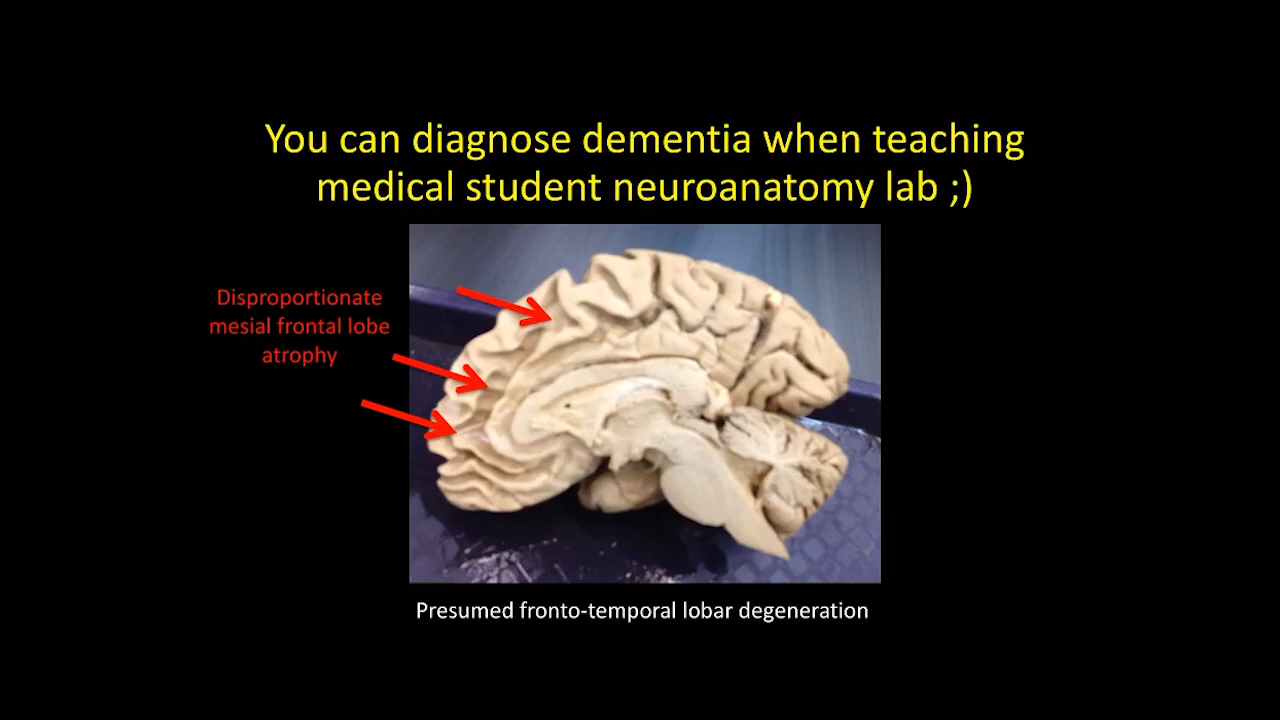 You can diagnose dementia when teaching
medical student neuroanatomy lab ;)
Disproportionate
mesial frontal lobe
atrophy
Presumed fronto-temporal lobar degeneration